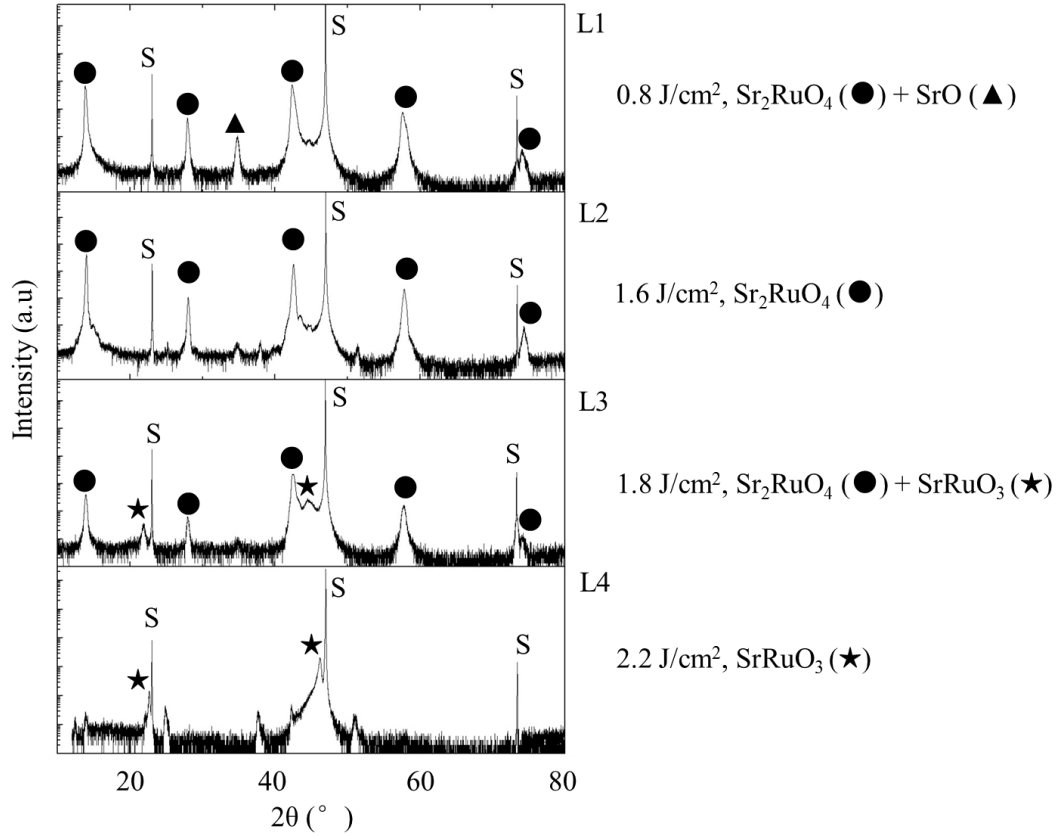 S
S
S
L1
0.8 J/cm², Sr₂RuO₄ (●) + SrO (▲)
S
S
S
L2
1.6 J/cm², Sr₂RuO₄ (●)
S
S
S
L3
1.8 J/cm², Sr₂RuO₄ (●) + SrRuO₃ (★)
S
S
S
L4
2.2 J/cm², SrRuO₃ (★)
Intensity (a.u)
20 40 60 80
2θ (°)